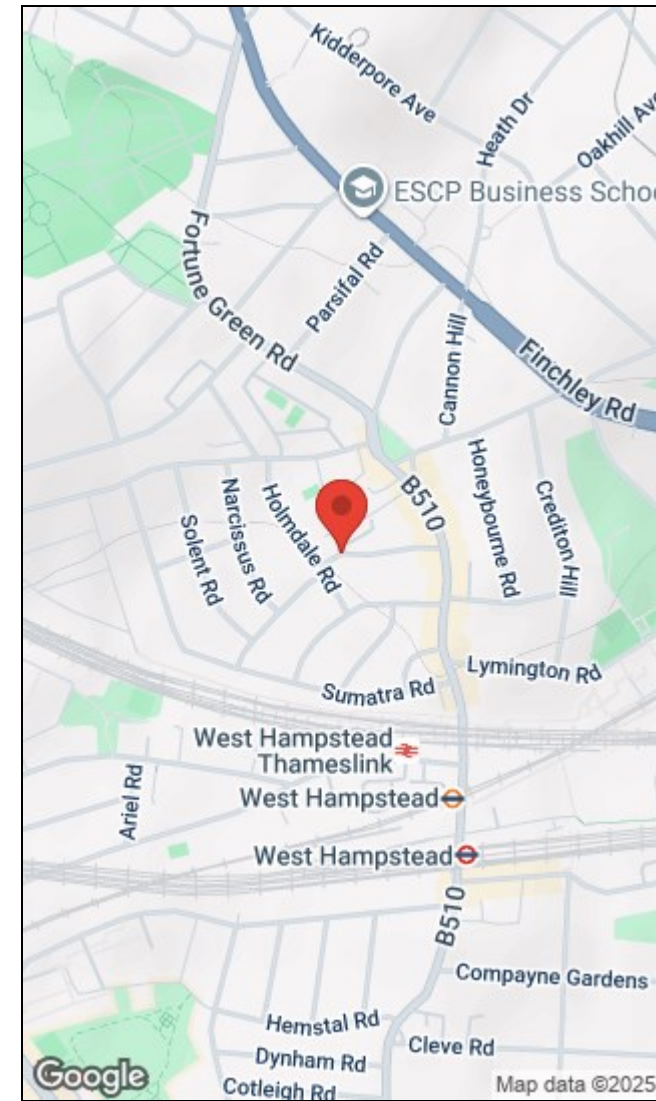 Kidderpore Ave
Heath Dr
Oakhill Ave
ESCP Business Schoo
Fortune Green Rd
Parsifal Rd
Cannon Hill
Finchley Rd
B510
Honeybourne Rd
Crediton Hill
Holmdale Rd
Narcissus Rd
Solent Rd
Lymington Rd
Sumatra Rd
West Hampstead
Thameslink
Ariel Rd
West Hampstead
West Hampstead
B510
Compayne Gardens
Hemstal Rd
Cleve Rd
Dynham Rd
Cotleigh Rd
Google
Map data ©2025